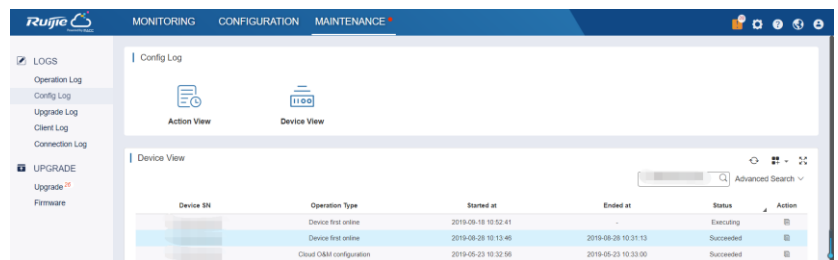 Ruijie MONITORING CONFIGURATION MAINTENANCE
LOGS
Operation Log
Config Log
Upgrade Log
Client Log
Connection Log
UPGRADE
Upgrade 26
Firmware
Config Log
Action View Device View
Device View
Advanced Search
Device SN Operation Type Started at Ended at Status Action
Device first online 2019-09-18 10:52:41 - Executing
Device first online 2019-08-28 10:13:46 2019-08-28 10:31:13 Succeeded
Cloud O&M configuration 2019-05-23 10:32:56 2019-05-23 10:33:00 Succeeded